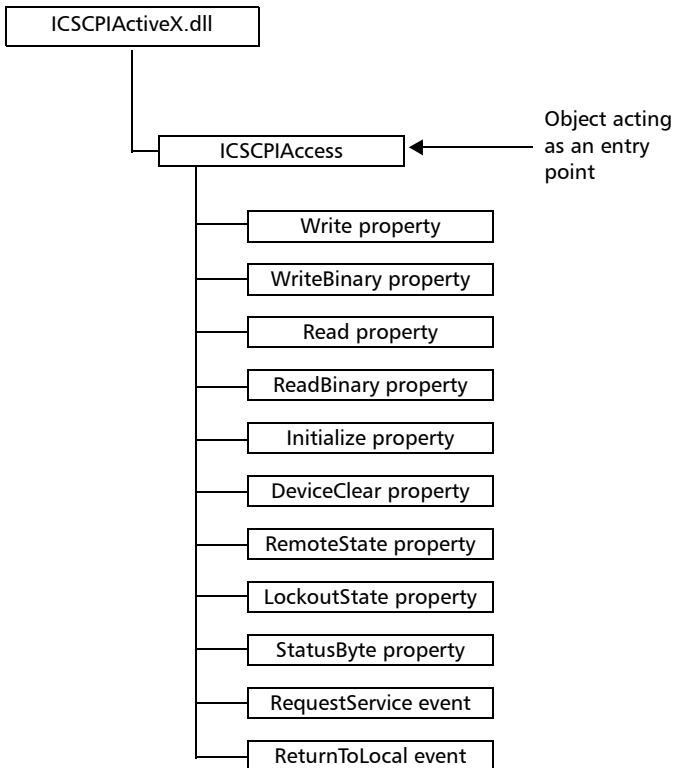 ICSCPIActiveX.dll
Object acting
as an entry
point
ICSCPIAccess
Write property
WriteBinary property
Read property
ReadBinary property
Initialize property
DeviceClear property
RemoteState property
LockoutState property
StatusByte property
RequestService event
ReturnToLocal event